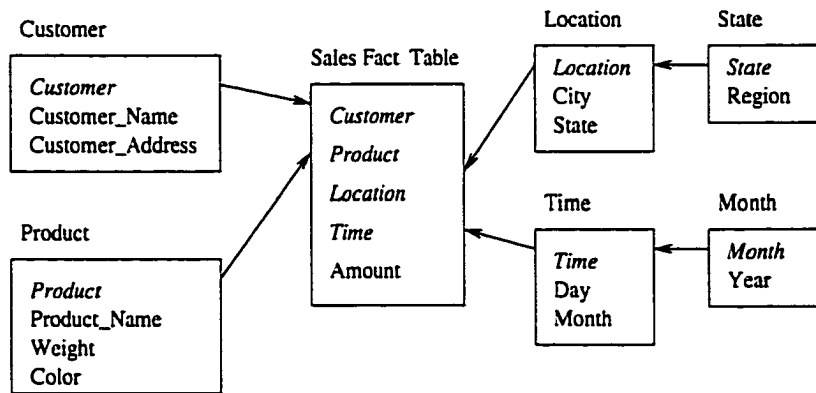 Customer
Customer
Customer_Name
Customer_Address
Product
Product
Product_Name
Weight
Color
Sales Fact Table
Customer
Product
Location
Time
Amount
Location
Location
City
State
State
State
Region
Time
Time
Day
Month
Month
Month
Year